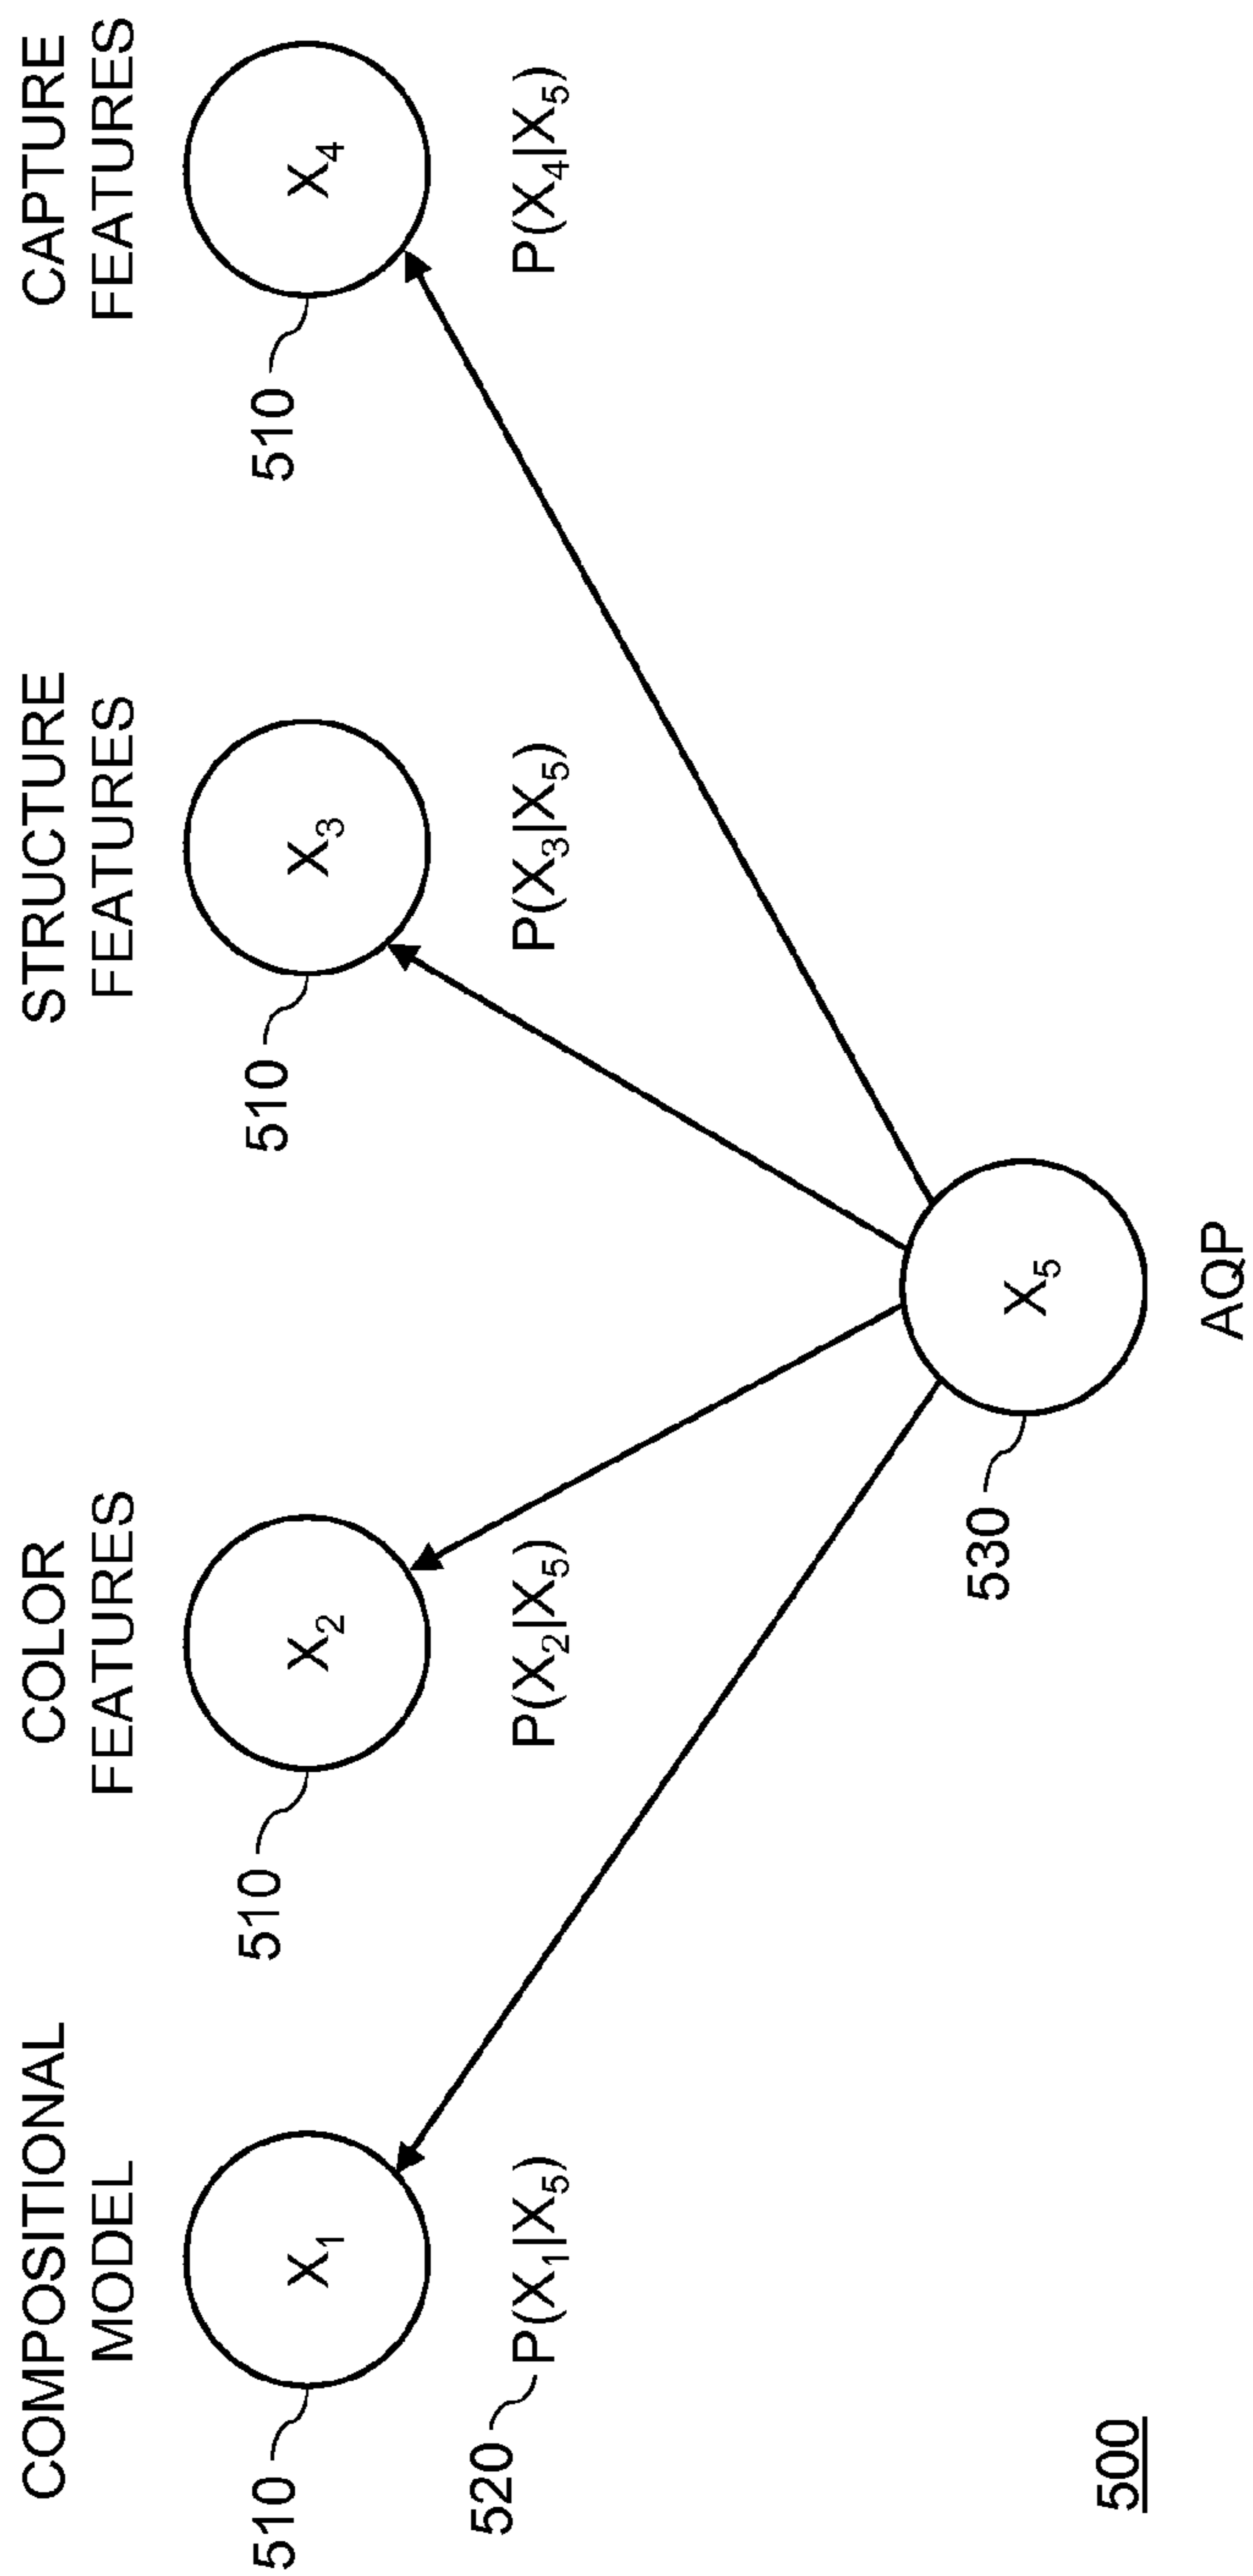 COMPOSITIONAL
MODEL
COLOR
FEATURES
STRUCTURE
FEATURES
CAPTURE
FEATURES
510
X₁
510
X₂
510
X₃
510
X₄
520
P(X₁|X₅)
P(X₂|X₅)
P(X₃|X₅)
P(X₄|X₅)
530
X₅
AQP
500